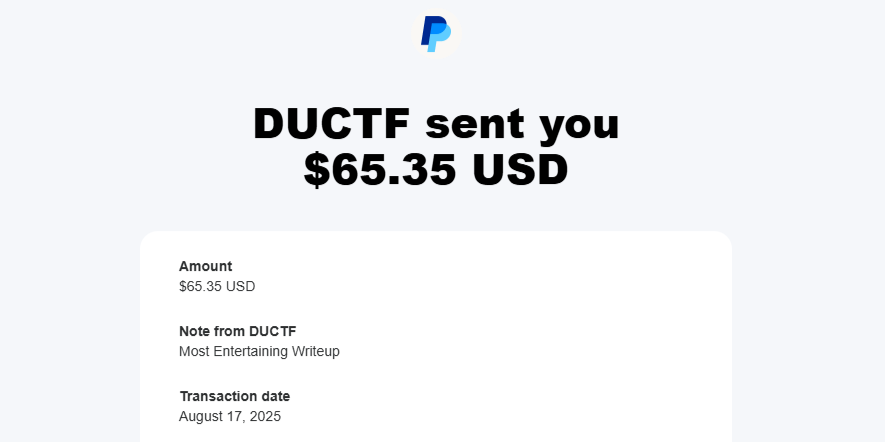 DUCTF sent you
$65.35 USD
Amount
$65.35 USD
Note from DUCTF
Most Entertaining Writeup
Transaction date
August 17, 2025